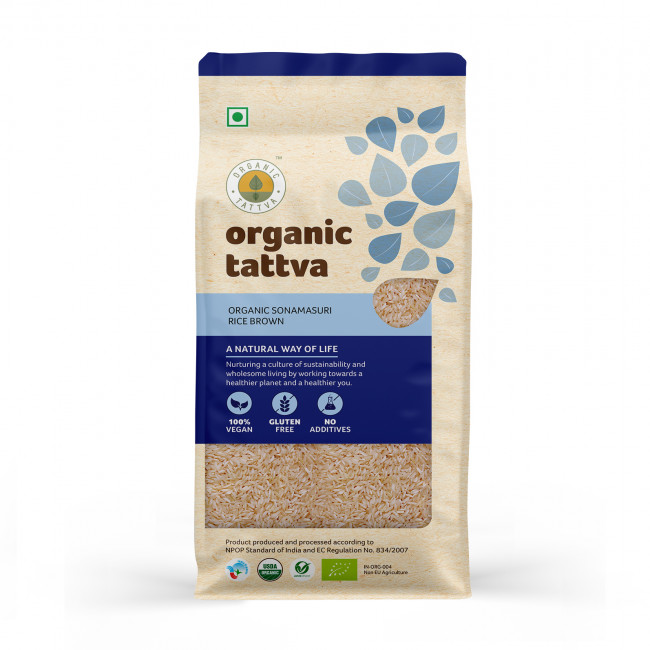 ORGANIC
TATTVA
TM
organic
tattva
ORGANIC SONAMASURI
RICE BROWN
A NATURAL WAY OF LIFE
Nurturing a culture of sustainability and
wholesome living by working towards a
healthier planet and a healthier you.
100%
VEGAN
GLUTEN
FREE
NO
ADDITIVES
Product produced and processed according to
NPOP Standard of India and EC Regulation No. 834/2007
USDA
ORGANIC
IN-ORG-004
Non-EU Agriculture